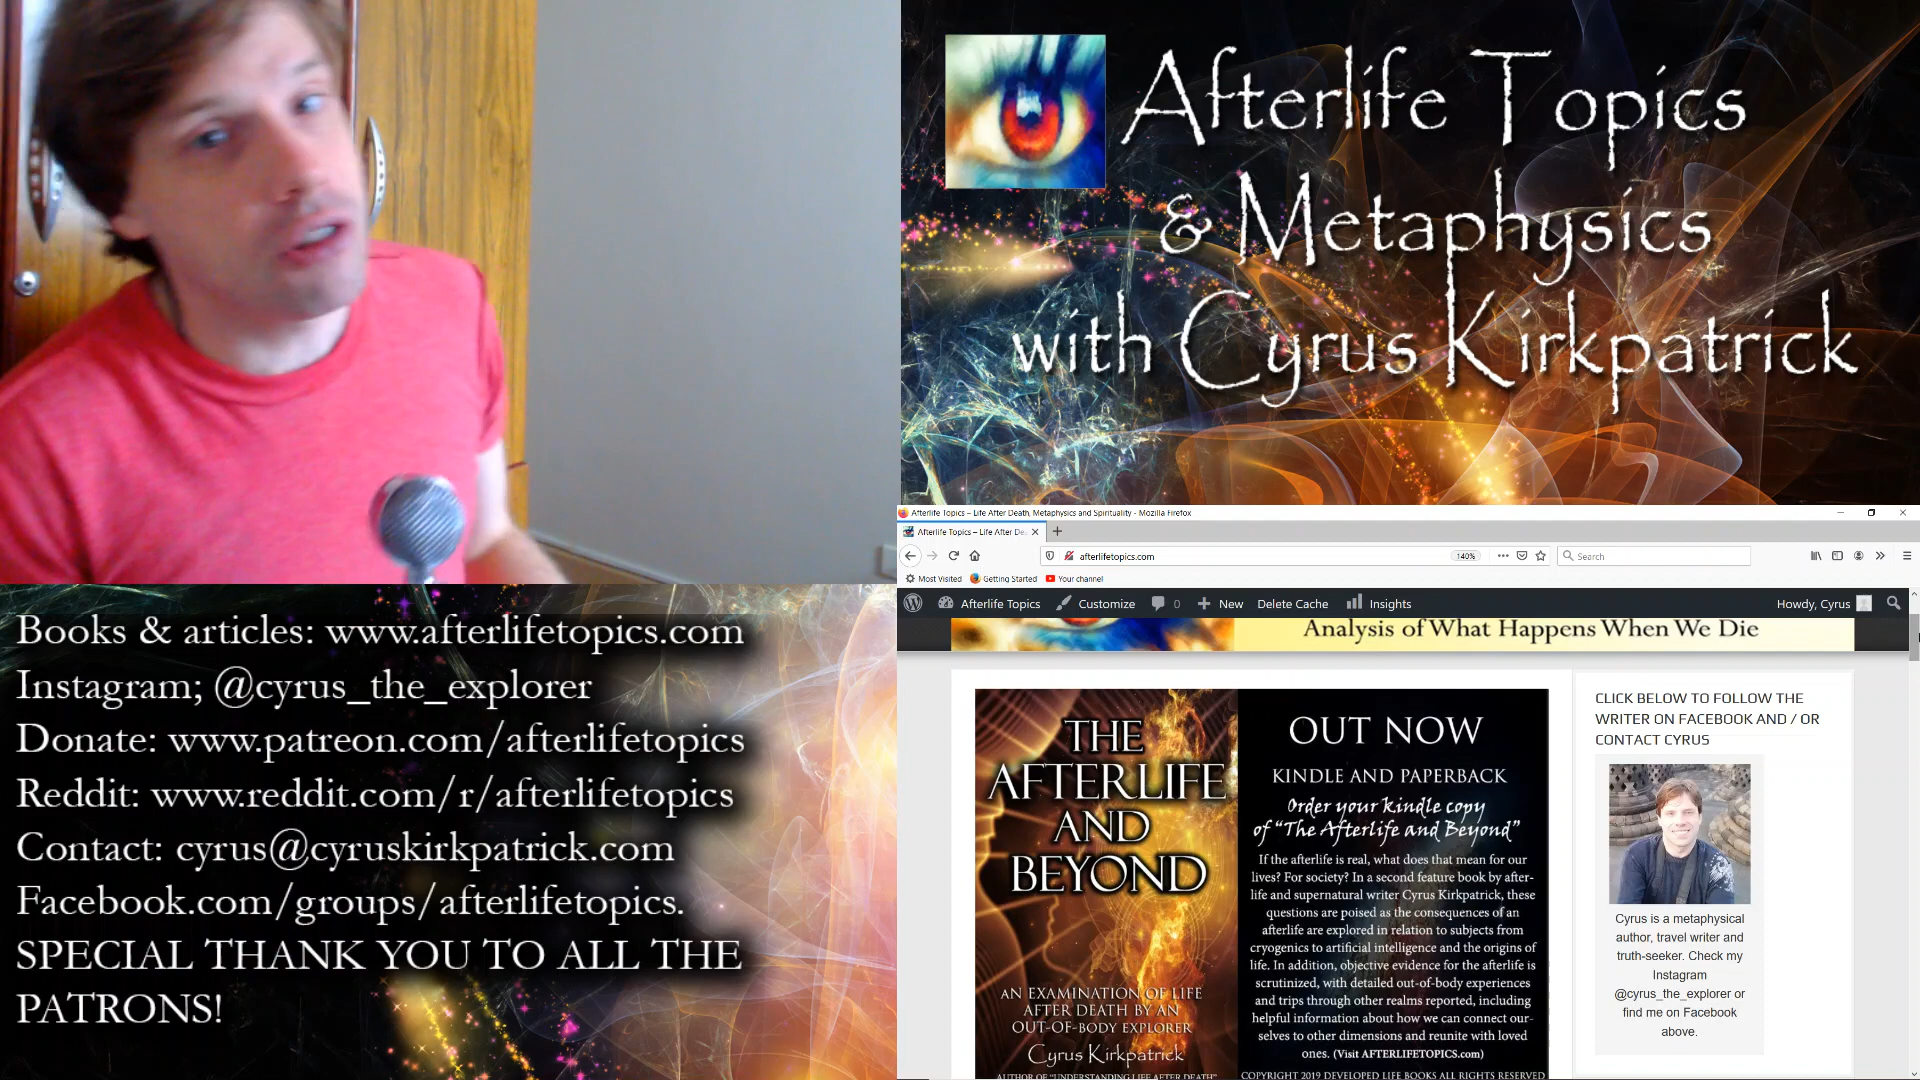 Afterlife Topics
& Metaphysics
with Cyrus Kirkpatrick
Books & articles: www.afterlifetopics.com
Instagram; @cyrus_the_explorer
Donate: www.patreon.com/afterlifetopics
Reddit: www.reddit.com/r/afterlifetopics
Contact: cyrus@cyruskirkpatrick.com
Facebook.com/groups/afterlifetopics.
SPECIAL THANK YOU TO ALL THE
PATRONS!
Afterlife Topics – Life After Death, Metaphysics and Spirituality - Mozilla Firefox
Afterlife Topics – Life After De
afterlifetopics.com
140%
Search
Most Visited
Getting Started
Your channel
Afterlife Topics
Customize
0
New
Delete Cache
Insights
Howdy, Cyrus
Analysis of What Happens When We Die
THE
AFTERLIFE
AND
BEYOND
AN EXAMINATION OF LIFE
AFTER DEATH BY AN
OUT-OF-BODY EXPLORER
Cyrus Kirkpatrick
AUTHOR OF "UNDERSTANDING LIFE AFTER DEATH"
OUT NOW
KINDLE AND PAPERBACK
Order your kindle copy
of "The Afterlife and Beyond"
If the afterlife is real, what does that mean for our
lives? For society? In a second feature book by after-
life and supernatural writer Cyrus Kirkpatrick, these
questions are poised as the consequences of an
afterlife are explored in relation to subjects from
cryogenics to artificial intelligence and the origins of
life. In addition, objective evidence for the afterlife is
scrutinized, with detailed out-of-body experiences
and trips through other realms reported, including
helpful information about how we can connect our-
selves to other dimensions and reunite with loved
ones. (Visit AFTERLIFETOPICS.com)
COPYRIGHT 2019 DEVELOPED LIFE BOOKS ALL RIGHTS RESERVED
CLICK BELOW TO FOLLOW THE
WRITER ON FACEBOOK AND / OR
CONTACT CYRUS
Cyrus is a metaphysical
author, travel writer and
truth-seeker. Check my
Instagram
@cyrus_the_explorer or
find me on Facebook
above.